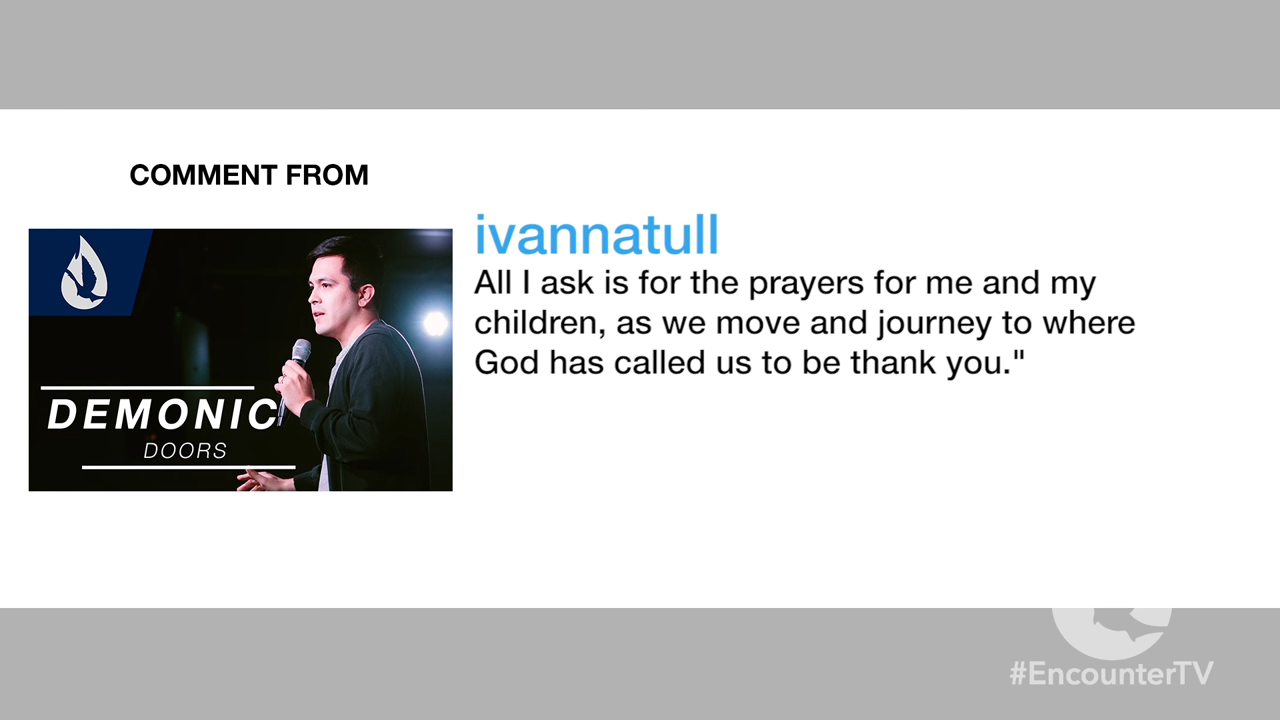 COMMENT FROM
DEMONIC
DOORS
ivannatull
All I ask is for the prayers for me and my
children, as we move and journey to where
God has called us to be thank you."
#EncounterTV